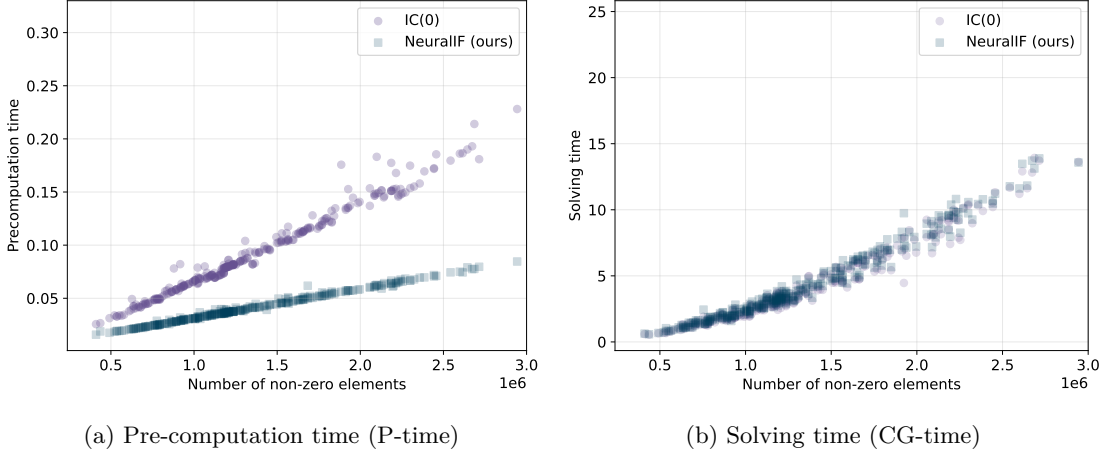 0.30
0.25
0.20
0.15
0.10
0.05
Precomputation time
IC(0)
NeuralIF (ours)
0.5
1.0
1.5
2.0
2.5
3.0
1e6
Number of non-zero elements
(a) Pre-computation time (P-time)
25
20
15
10
5
0
Solving time
IC(0)
NeuralIF (ours)
0.5
1.0
1.5
2.0
2.5
3.0
1e6
Number of non-zero elements
(b) Solving time (CG-time)